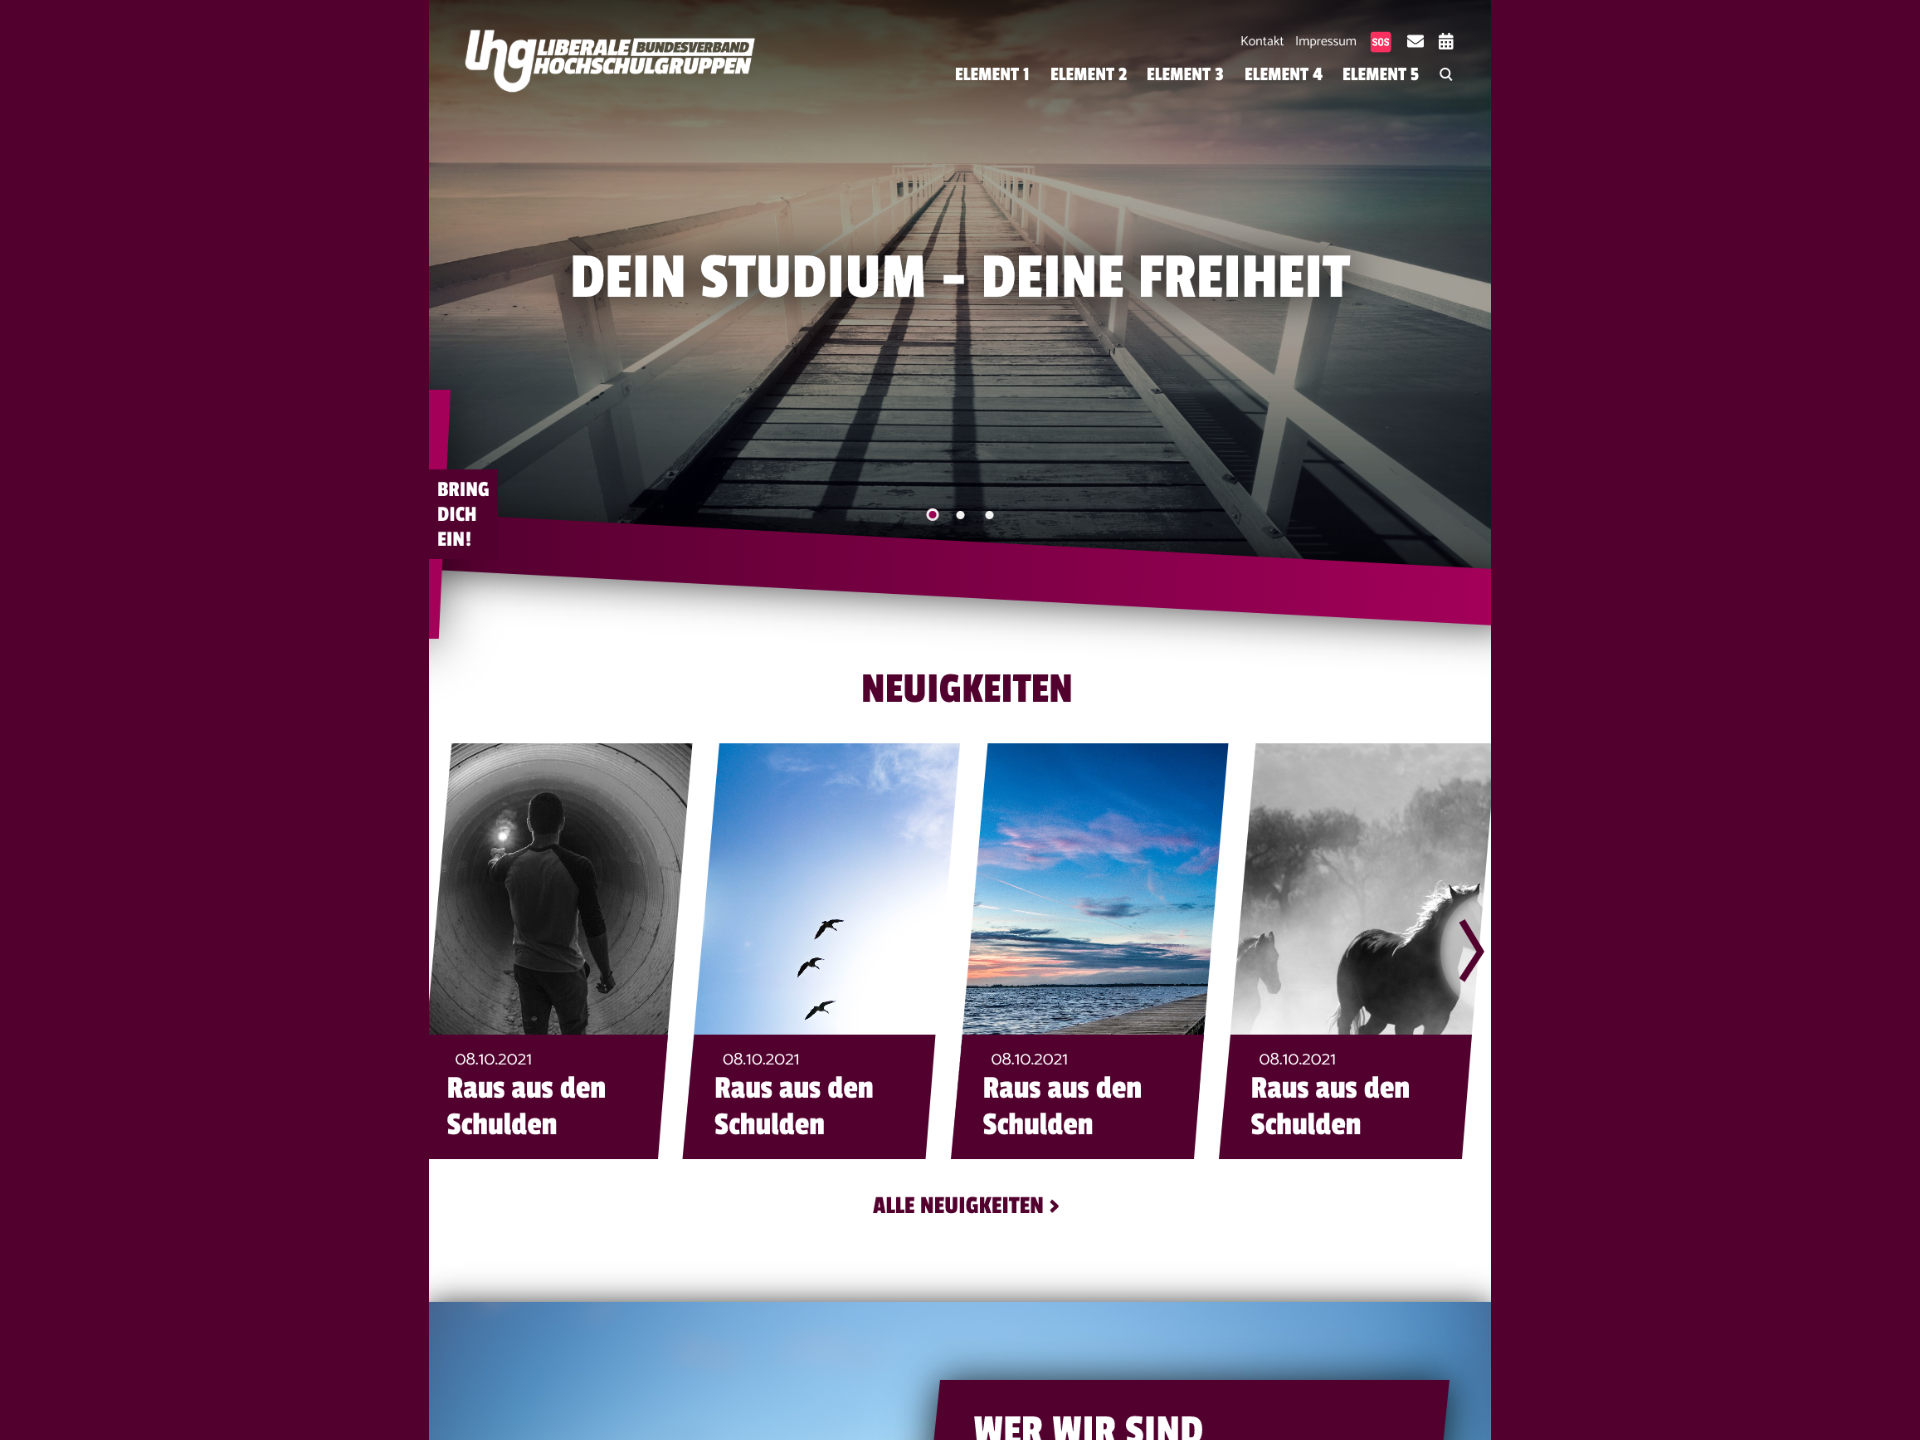 lhg LIBERALE BUNDESVERBAND
HOCHSCHULGRUPPEN
Kontakt Impressum SOS
ELEMENT 1 ELEMENT 2 ELEMENT 3 ELEMENT 4 ELEMENT 5
DEIN STUDIUM - DEINE FREIHEIT
BRING
DICH
EIN!
NEUIGKEITEN
08.10.2021
Raus aus den
Schulden
08.10.2021
Raus aus den
Schulden
08.10.2021
Raus aus den
Schulden
08.10.2021
Raus aus den
Schulden
ALLE NEUIGKEITEN >
WER WIR SIND